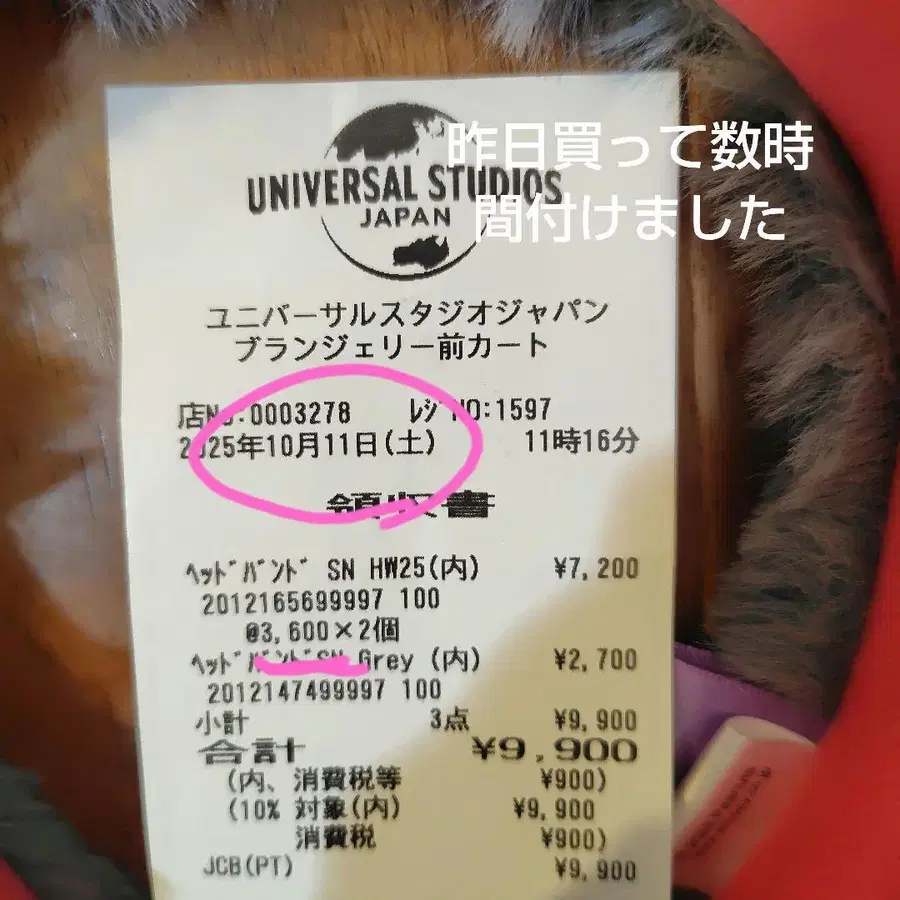 昨日買って数時
間付けました
UNIVERSAL STUDIOS
JAPAN
ユニバーサルスタジオジャパン
ブランジェリー前カート
店No:0003278 ﾚｼﾞNO:1597
2025年10月11日(土) 11時16分
領収書
ﾍｯﾄﾞﾊﾞﾝﾄﾞ SN HW25(内) ¥7,200
2012165699997 100
@3,600×2個
ﾍｯﾄﾞﾊﾞﾝﾄﾞSN Grey (内) ¥2,700
2012147499997 100
小計 3点 ¥9,900
合計 ¥9,900
(内、消費税等 ¥900)
(10% 対象(内) ¥9,900
消費税 ¥900)
JCB(PT) ¥9,900